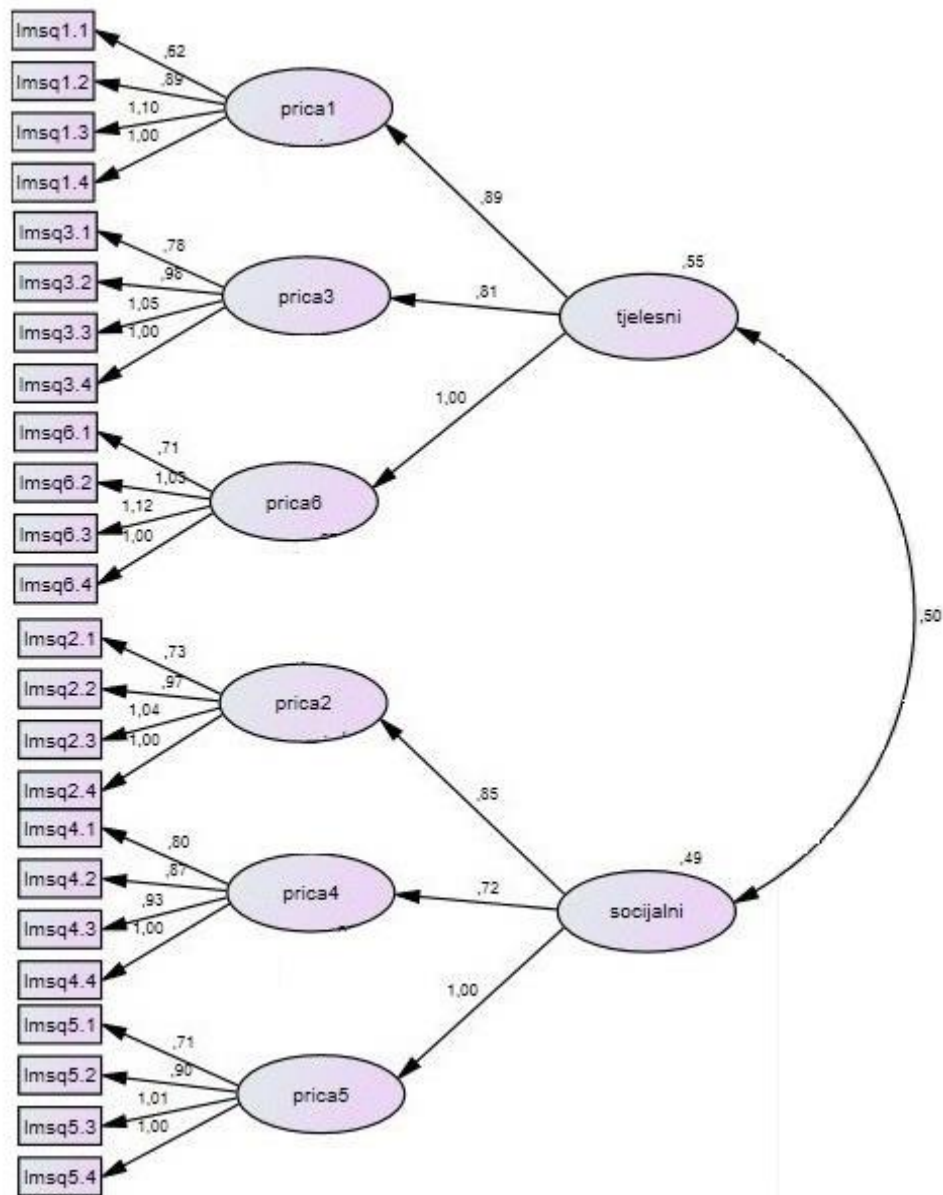 lmsq1.1
,62
lmsq1.2
,89
1,10
lmsq1.3
1,00
lmsq1.4
prica1
,89
lmsq3.1
,78
lmsq3.2
,98
lmsq3.3
1,05
1,00
lmsq3.4
prica3
,81
,55
tjelesni
1,00
lmsq6.1
,71
lmsq6.2
lmsq6.3
1,12
1,00
lmsq6.4
prica6
,50
lmsq2.1
,73
lmsq2.2
,97
lmsq2.3
1,04
1,00
lmsq2.4
prica2
,85
lmsq4.1
,80
lmsq4.2
,87
lmsq4.3
,93
1,00
lmsq4.4
prica4
,72
,49
socijalni
1,00
lmsq5.1
,71
lmsq5.2
,90
lmsq5.3
1,01
1,00
lmsq5.4
prica5